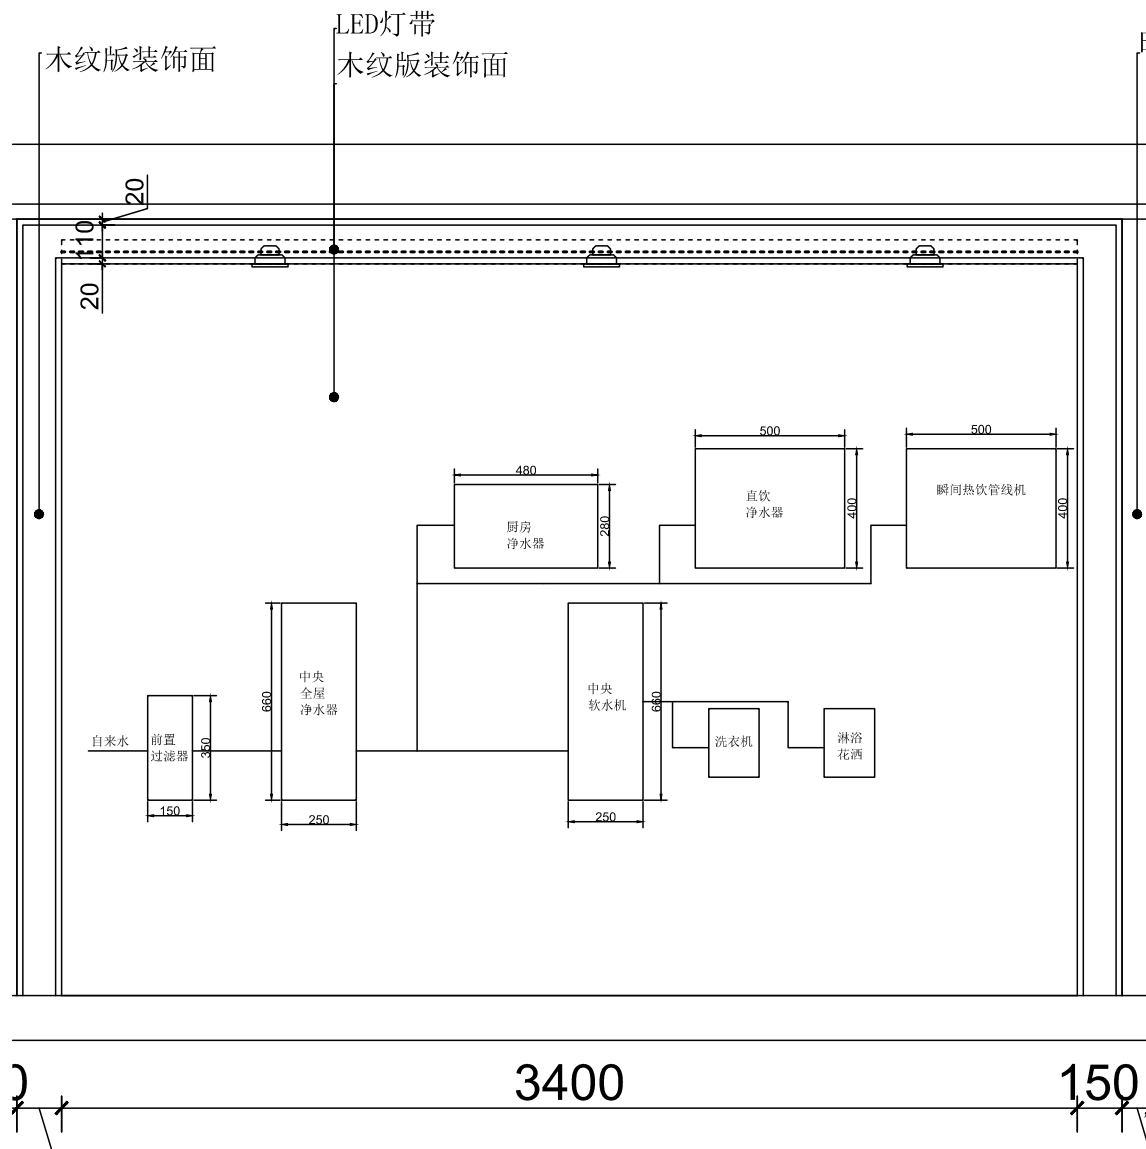 LED灯带
木纹版装饰面
木纹版装饰面
20
110
20
500
500
480
瞬间热饮管线机
直饮
净水器
400
400
厨房
净水器
280
中央
全屋
净水器
660
中央
软水机
660
自来水
前置
过滤器
350
洗衣机
淋浴
花洒
150
250
250
3400
150